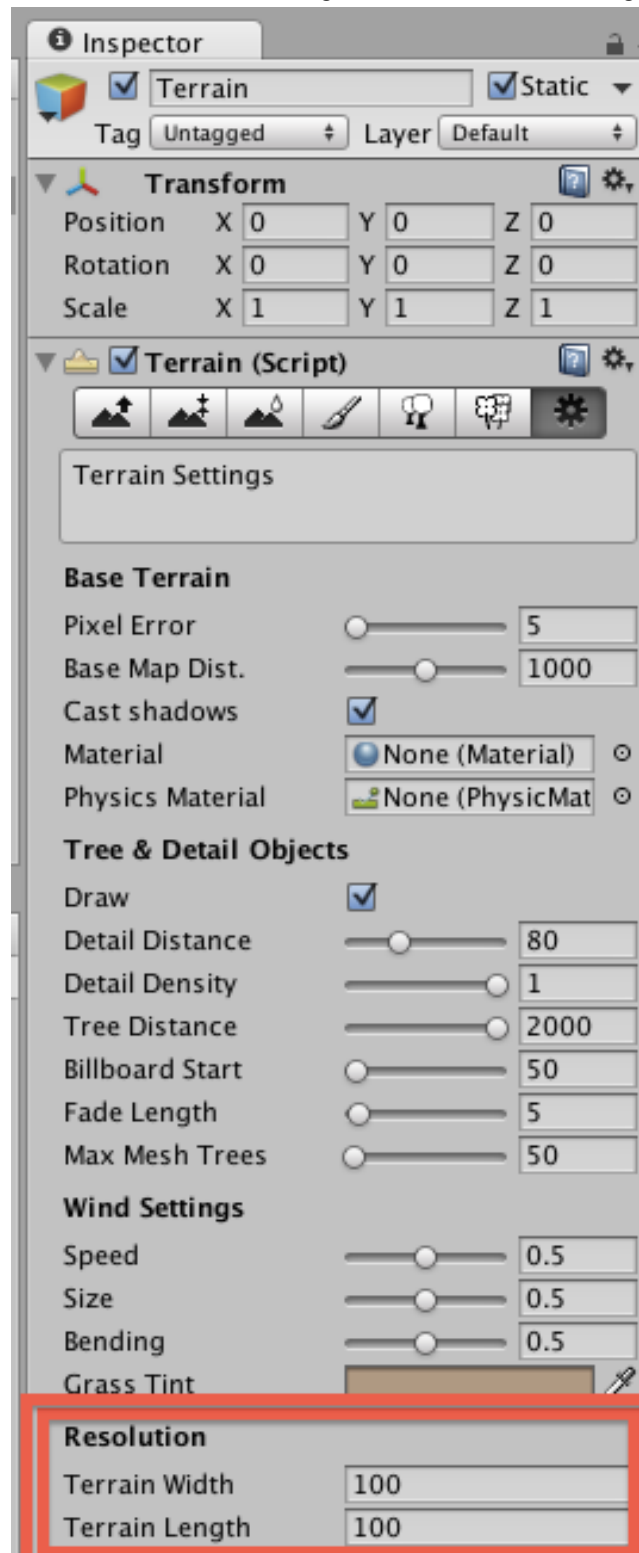 Inspector
Terrain Static
Tag Untagged Layer Default
Transform
Position X 0 Y 0 Z 0
Rotation X 0 Y 0 Z 0
Scale X 1 Y 1 Z 1
Terrain (Script)
Terrain Settings
Base Terrain
Pixel Error 5
Base Map Dist. 1000
Cast shadows
Material None (Material)
Physics Material None (PhysicMat
Tree & Detail Objects
Draw
Detail Distance 80
Detail Density 1
Tree Distance 2000
Billboard Start 50
Fade Length 5
Max Mesh Trees 50
Wind Settings
Speed 0.5
Size 0.5
Bending 0.5
Grass Tint
Resolution
Terrain Width 100
Terrain Length 100